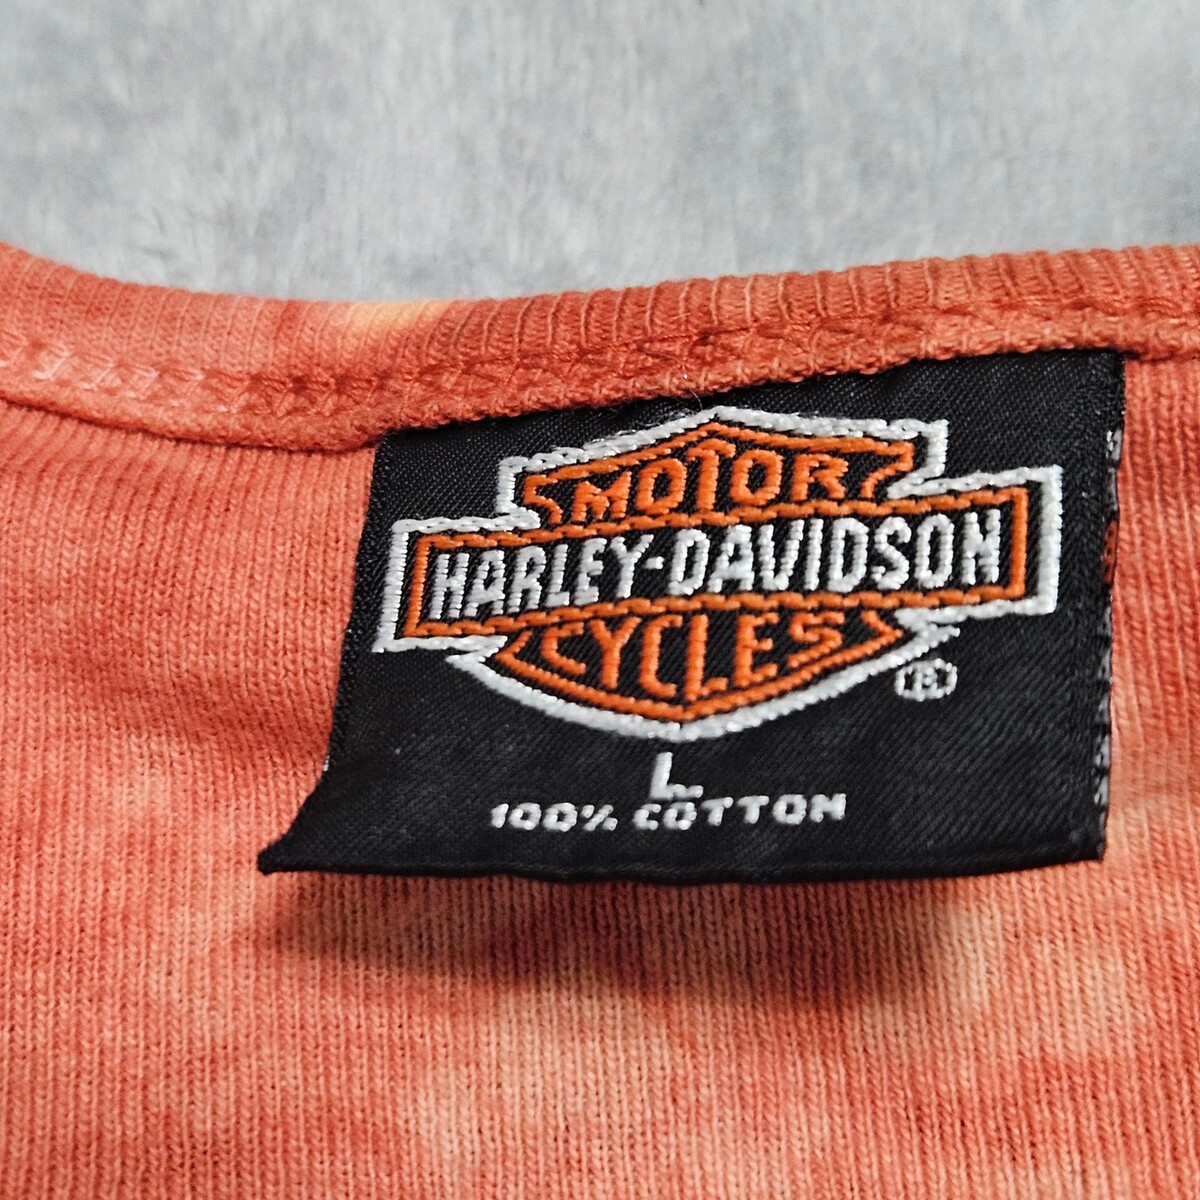 MOTOR
HARLEY-DAVIDSON
CYCLES
®
L
100% COTTON